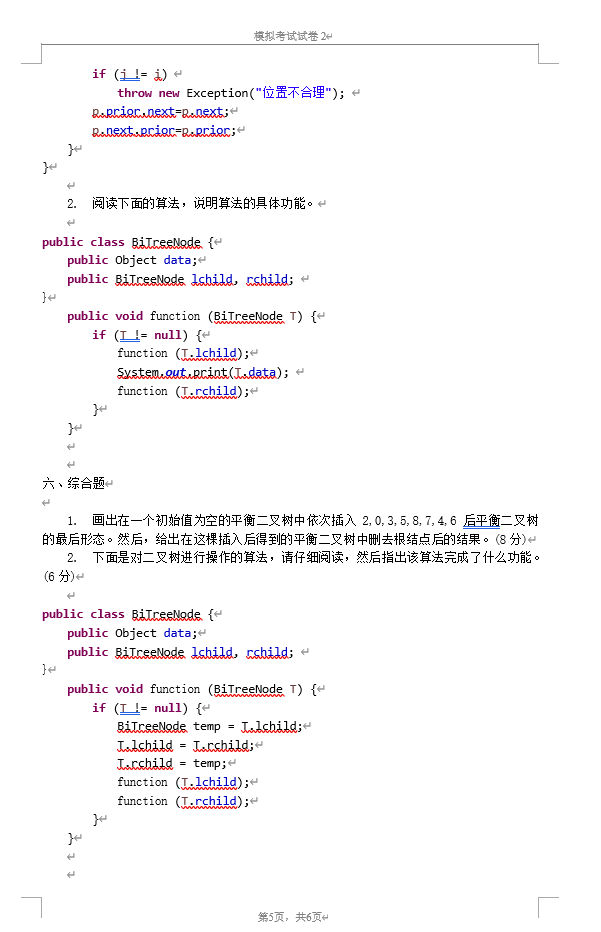 模拟考试试卷 2
if (j != i)
throw new Exception("位置不合理");
p.prior.next=p.next;
p.next.prior=p.prior;
}
}
2. 阅读下面的算法，说明算法的具体功能。
public class BiTreeNode {
public Object data;
public BiTreeNode lchild, rchild;
}
public void function (BiTreeNode T) {
if (T != null) {
function (T.lchild);
System.out.print(T.data);
function (T.rchild);
}
}
六、综合题
1. 画出在一个初始值为空的平衡二叉树中依次插入 2,0,3,5,8,7,4,6 后平衡二叉树
的最后形态。然后，给出在这棵插入后得到的平衡二叉树中删去根结点后的结果。(8 分)
2. 下面是对二叉树进行操作的算法，请仔细阅读，然后指出该算法完成了什么功能。
(6 分)
public class BiTreeNode {
public Object data;
public BiTreeNode lchild, rchild;
}
public void function (BiTreeNode T) {
if (T != null) {
BiTreeNode temp = T.lchild;
T.lchild = T.rchild;
T.rchild = temp;
function (T.lchild);
function (T.rchild);
}
}
第5页，共6页